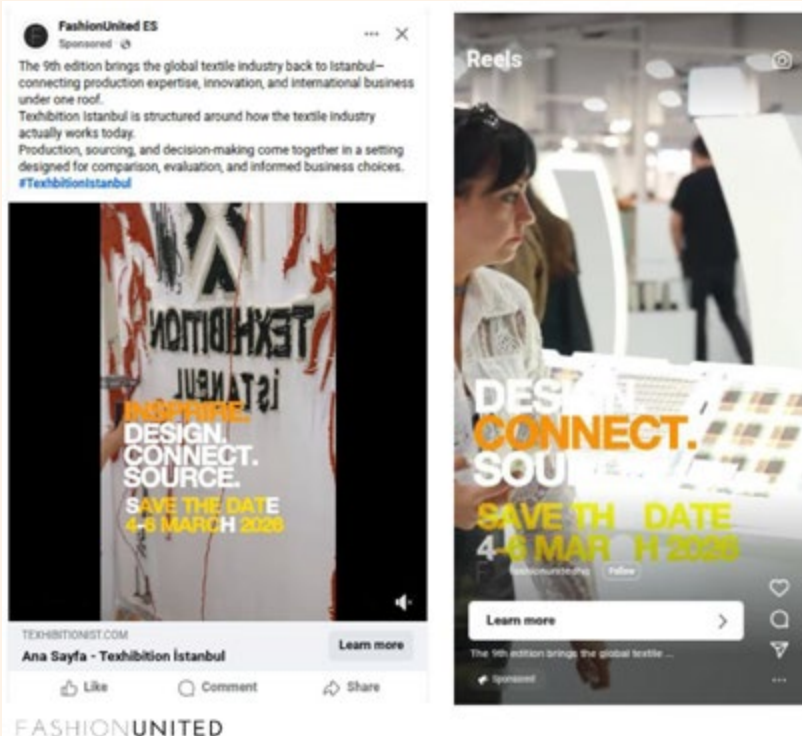 FashionUnited ES
Sponsored
The 9th edition brings the global textile industry back to Istanbul—
connecting production expertise, innovation, and international business
under one roof.
Texhibition Istanbul is structured around how the textile industry
actually works today.
Production, sourcing, and decision-making come together in a setting
designed for comparison, evaluation, and informed business choices.
#TexhibitionIstanbul
TEXHIBITION
İSTANBUL
INSPRIRE.
DESIGN.
CONNECT.
SOURCE.
SAVE THE DATE
4-6 MARCH 2026
TEXHIBITIONIST.COM
Ana Sayfa - Texhibition İstanbul
Learn more
Like
Comment
Share
FASHIONUNITED
Reels
DESIGN
CONNECT.
SOU
SAVE TH DATE
4-6 MAR H 2026
Follow
Learn more
The 9th edition brings the global textile ...
Sponsored